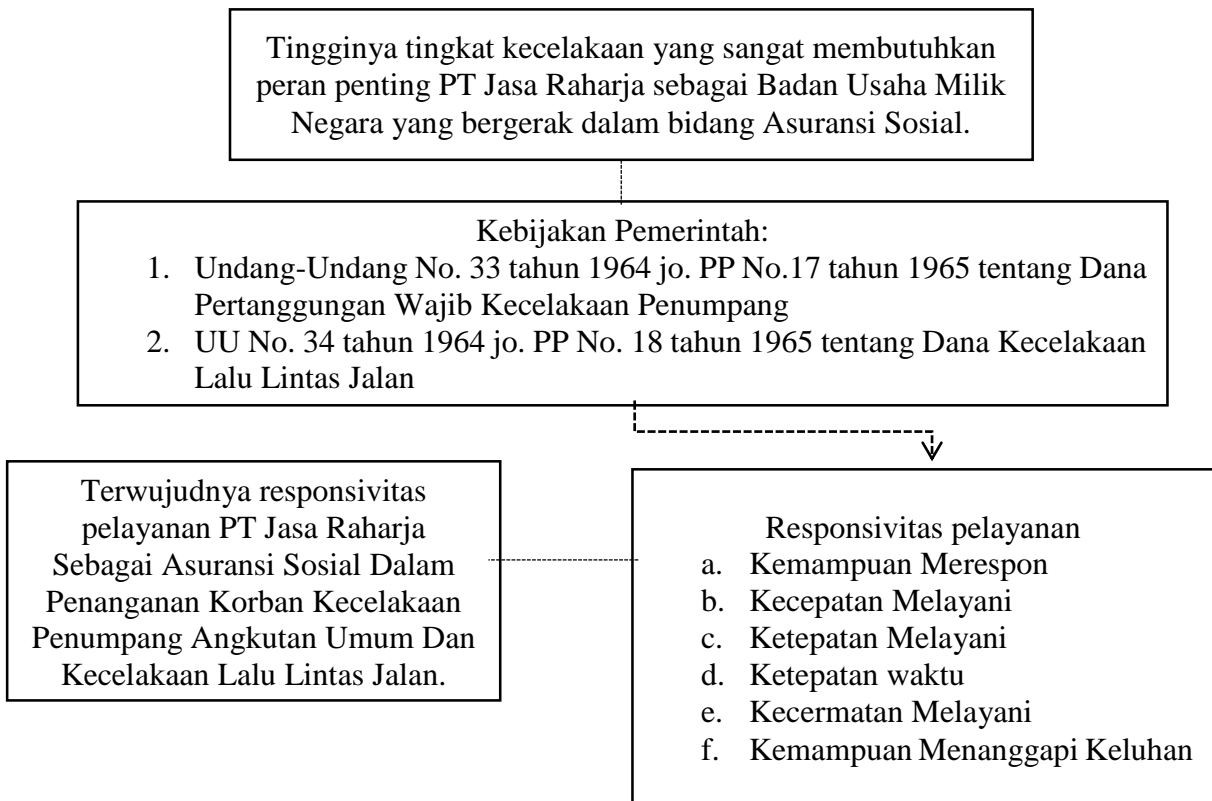 Tingginya tingkat kecelakaan yang sangat membutuhkan
peran penting PT Jasa Raharja sebagai Badan Usaha Milik
Negara yang bergerak dalam bidang Asuransi Sosial.
Kebijakan Pemerintah:
1. Undang-Undang No. 33 tahun 1964 jo. PP No.17 tahun 1965 tentang Dana
Pertanggungan Wajib Kecelakaan Penumpang
2. UU No. 34 tahun 1964 jo. PP No. 18 tahun 1965 tentang Dana Kecelakaan
Lalu Lintas Jalan
Terwujudnya responsivitas
pelayanan PT Jasa Raharja
Sebagai Asuransi Sosial Dalam
Penanganan Korban Kecelakaan
Penumpang Angkutan Umum Dan
Kecelakaan Lalu Lintas Jalan.
Responsivitas pelayanan
a. Kemampuan Merespon
b. Kecepatan Melayani
c. Ketepatan Melayani
d. Ketepatan waktu
e. Kecermatan Melayani
f. Kemampuan Menanggapi Keluhan